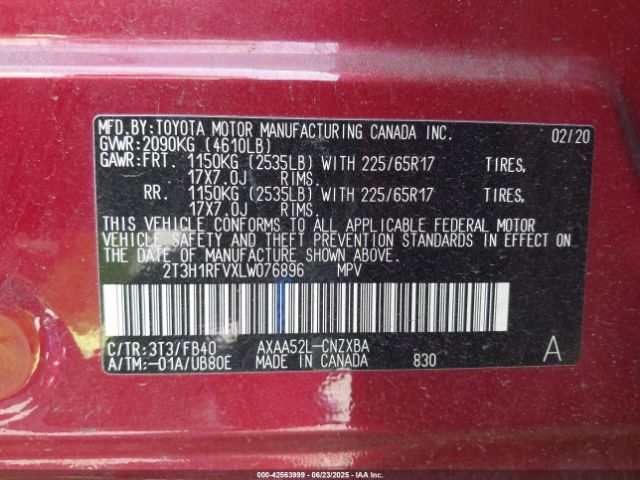 MFD.BY:TOYOTA MOTOR MANUFACTURING CANADA INC. 02/20
GVWR:2090KG (4610LB)
GAWR:FRT. 1150KG (2535LB) WITH 225/65R17 TIRES,
17X7.0J RIMS.
RR. 1150KG (2535LB) WITH 225/65R17 TIRES,
17X7.0J RIMS.
THIS VEHICLE CONFORMS TO ALL APPLICABLE FEDERAL MOTOR
VEHICLE SAFETY AND THEFT PREVENTION STANDARDS IN EFFECT ON
THE DATE OF MANUFACTURE SHOWN ABOVE.
2T3H1RFVXLW076896 MPV
C/TR:3T3/FB40 AXAA52L-CNZXBA A
A/TM:-01A/UB80E MADE IN CANADA 830
000-42563999 - 06/23/2025 - IAAI.com